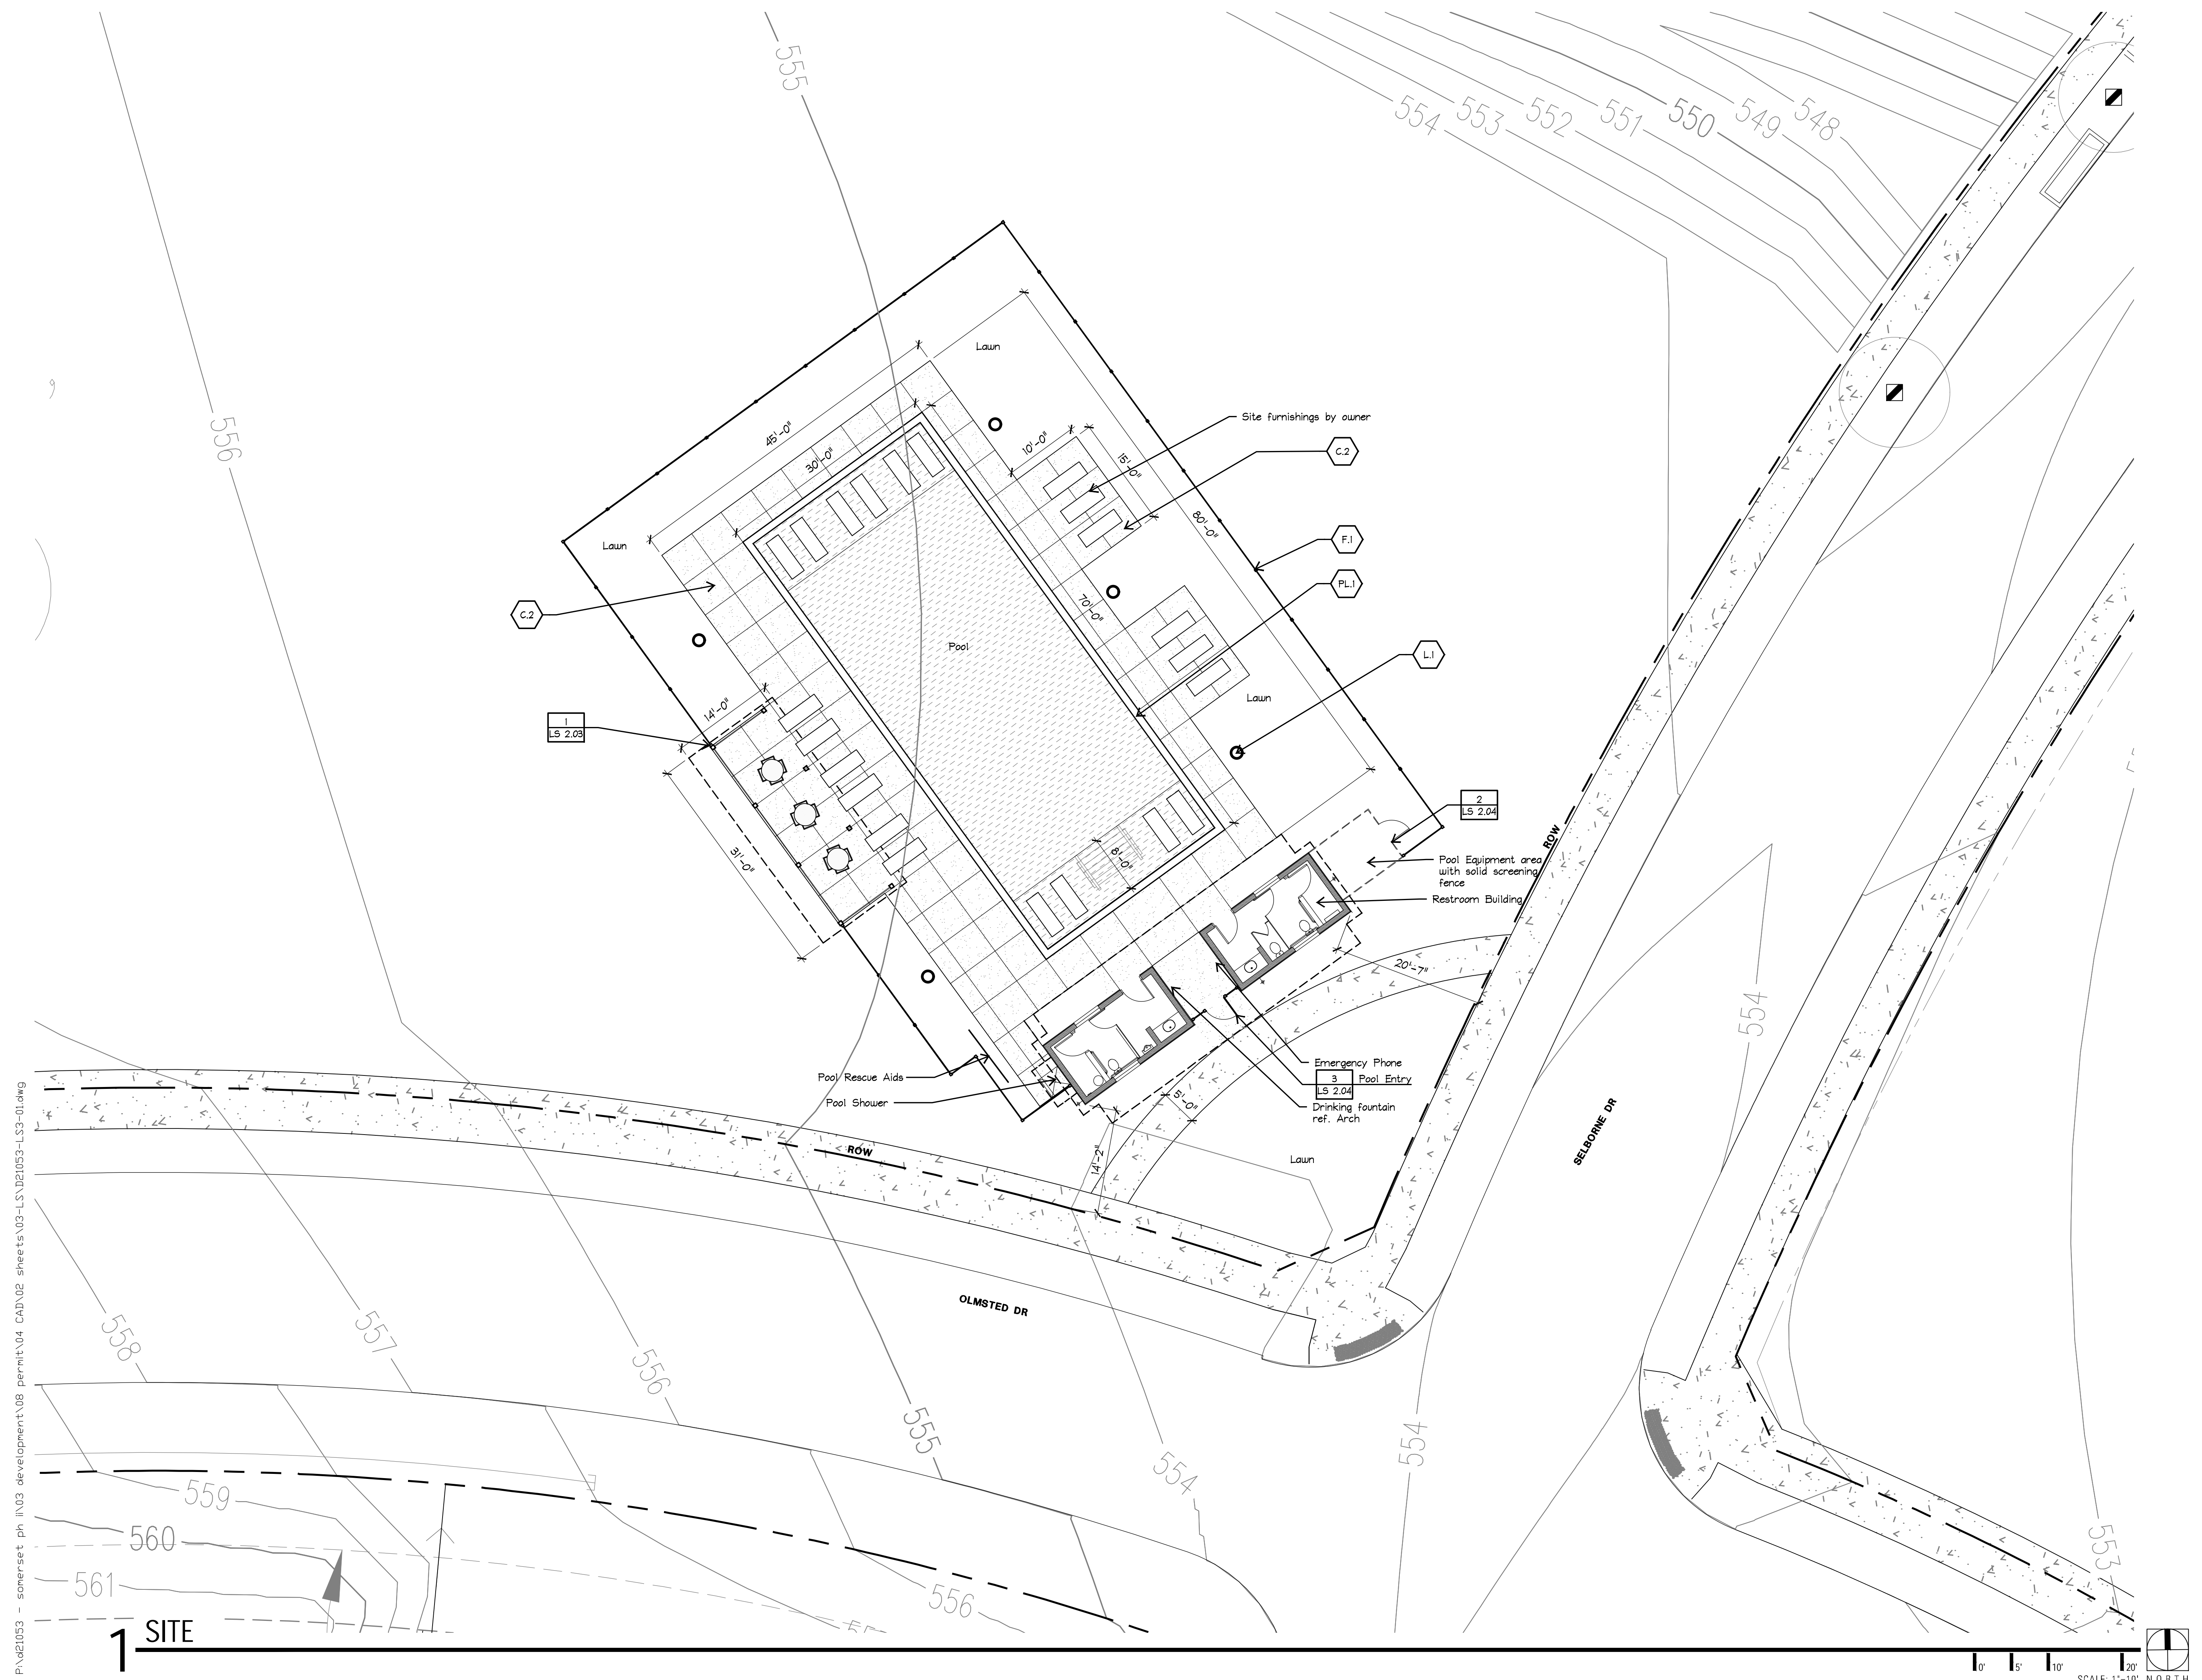 555
554
553
552
551
550
549
548
556
Lawn
45'-0"
30'-0"
Site furnishings by owner
C.2
10'-0"
15'-0"
80'-0"
F.1
Lawn
PL.1
C.2
70'-0"
Pool
L.1
Lawn
14'-0"
1
LS 2.03
31'-0"
8'-0"
2
LS 2.04
ROW
Pool Equipment area
with solid screening
fence
Restroom Building
20'-7"
554
Emergency Phone
3
LS 2.04
Pool Entry
Drinking fountain
ref. Arch
Pool Rescue Aids
Pool Shower
5'-0"
14'-2"
Lawn
ROW
SELBORNE DR
OLMSTED DR
558
557
556
555
554
554
553
559
560
561
556
P:\d21053 - somerset ph ii\03 development\08 permit\04 CAD\02 sheets\03-LS\D21053-LS3-01.dwg
1 SITE
0' 5' 10' 20'
SCALE: 1"=10'
NORTH